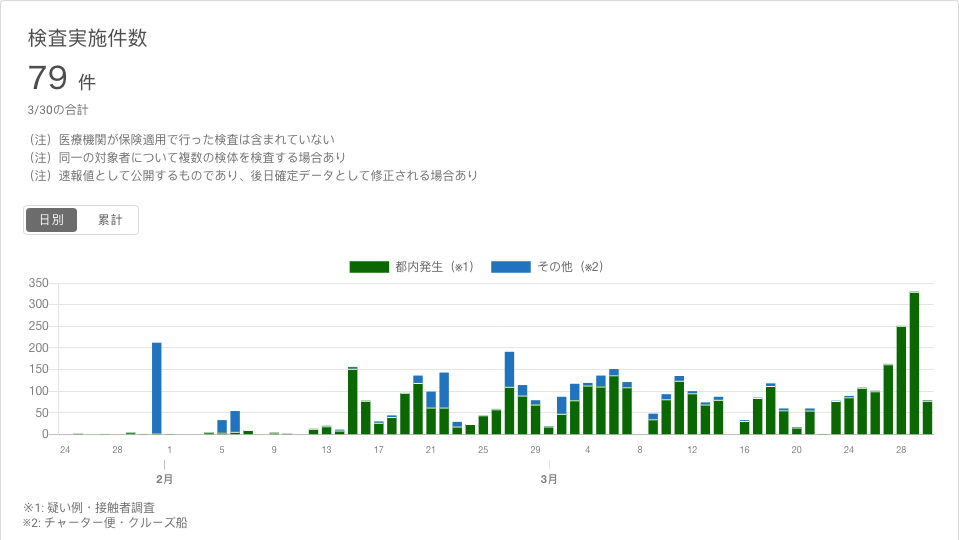 検査実施件数
79 件
3/30の合計
（注）医療機関が保険適用で行った検査は含まれていない
（注）同一の対象者について複数の検体を検査する場合あり
（注）速報値として公開するものであり、後日確定データとして修正される場合あり
日別 累計
都内発生（※1） その他（※2）
350
300
250
200
150
100
50
0
24 28 1 5 9 13 17 21 25 29 4 8 12 16 20 24 28
2月 3月
※1: 疑い例・接触者調査
※2: チャーター便・クルーズ船